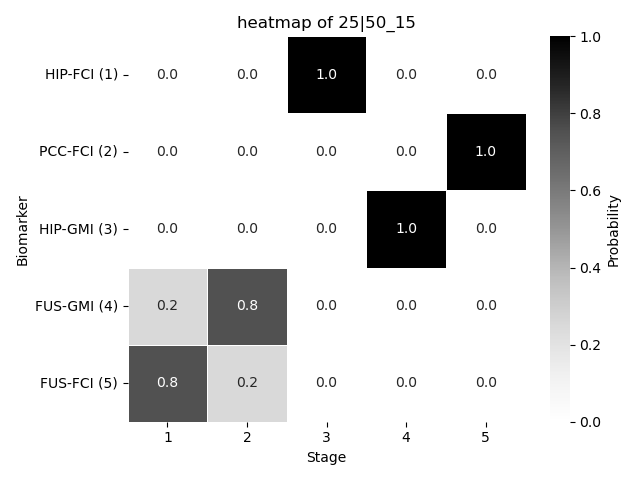 heatmap of 25|50_15
HIP-FCI (1) 0.0 0.0 1.0 0.0 0.0
PCC-FCI (2) 0.0 0.0 0.0 0.0 1.0
HIP-GMI (3) 0.0 0.0 0.0 1.0 0.0
FUS-GMI (4) 0.2 0.8 0.0 0.0 0.0
FUS-FCI (5) 0.8 0.2 0.0 0.0 0.0
1 2 3 4 5
Stage
Biomarker
1.0
0.8
0.6
0.4
0.2
0.0
Probability